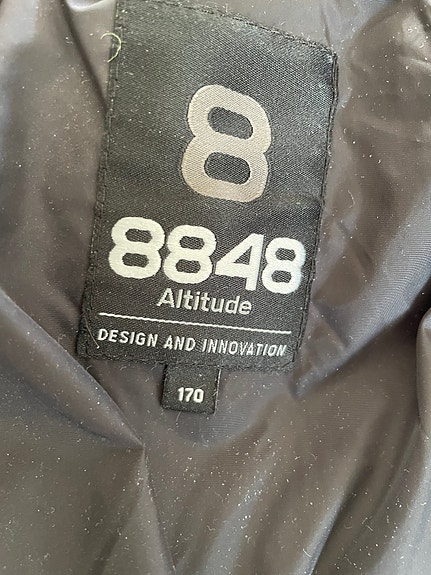 8
8848
Altitude
DESIGN AND INNOVATION
170